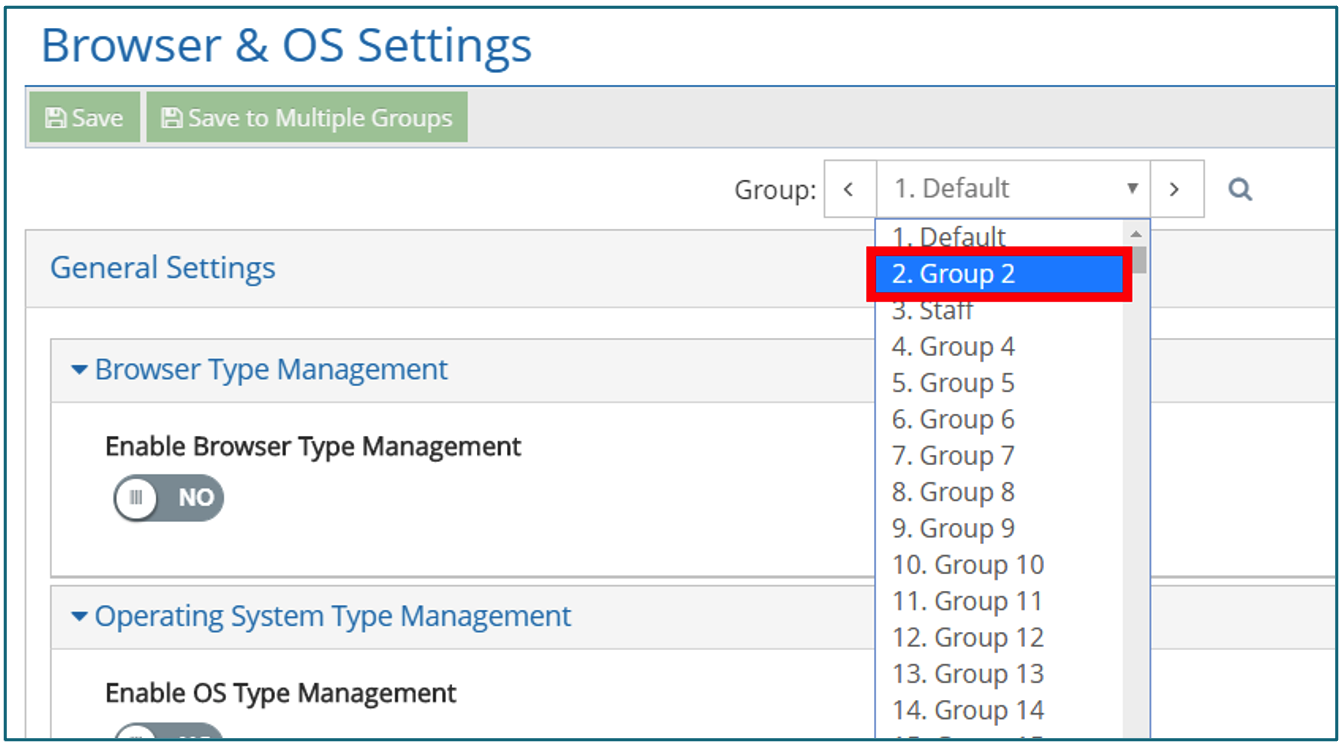 Browser & OS Settings
Save Save to Multiple Groups
Group: < 1. Default ▼ >
1. Default
General Settings
2. Group 2
3. Staff
4. Group 4
Browser Type Management
5. Group 5
6. Group 6
Enable Browser Type Management
7. Group 7
8. Group 8
NO
9. Group 9
10. Group 10
11. Group 11
Operating System Type Management
12. Group 12
13. Group 13
Enable OS Type Management
14. Group 14